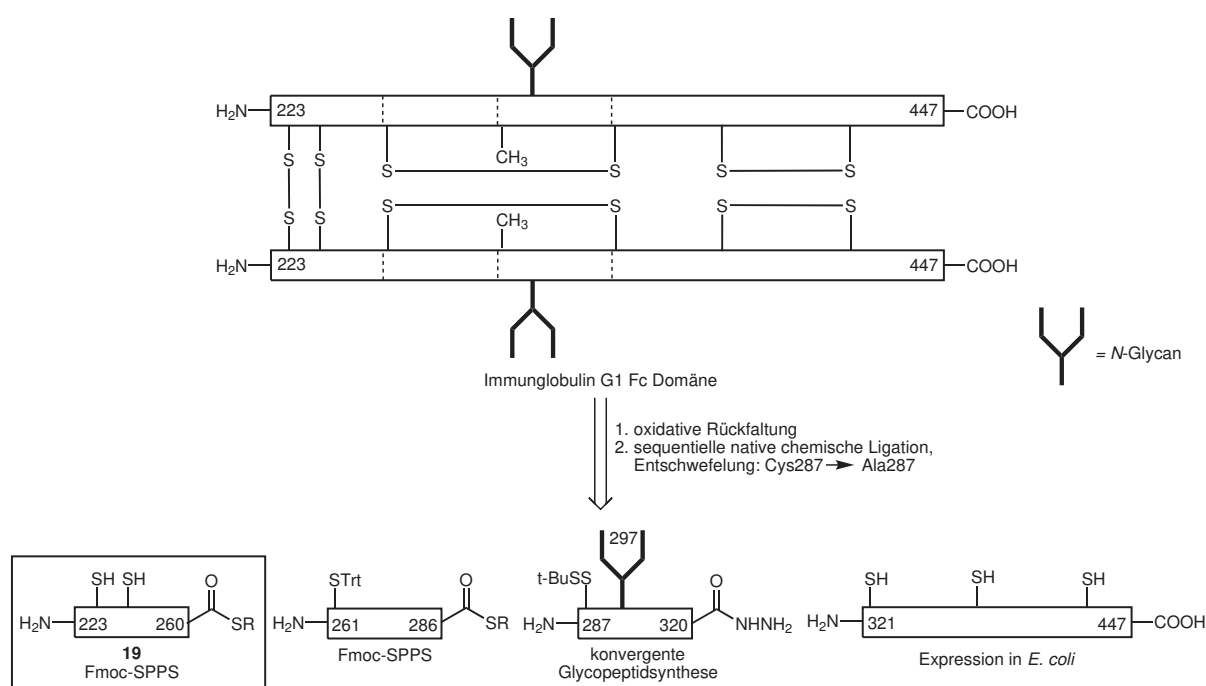 H2N 223 447 COOH
S S CH3
S S S S
S S S S
S S CH3
H2N 223 447 COOH
= N-Glycan
Immunglobulin G1 Fc Domäne
1. oxidative Rückfaltung
2. sequentielle native chemische Ligation,
Entschwefelung: Cys287 → Ala287
297
SH SH O
H2N 223 260 SR
19
Fmoc-SPPS
STrt O
H2N 261 286 SR
Fmoc-SPPS
t-BuSS O
H2N 287 320 NHNH2
konvergente
Glycopeptidsynthese
SH SH SH
H2N 321 447 COOH
Expression in E. coli